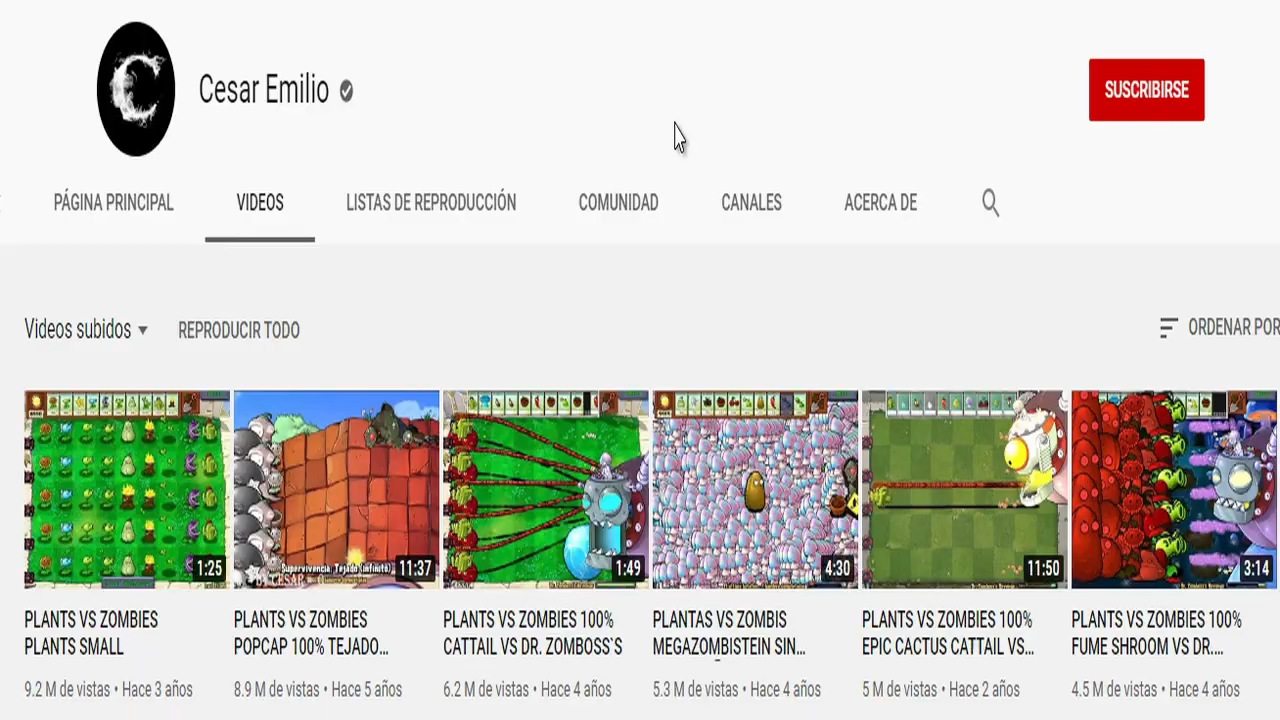 Cesar Emilio
SUSCRIBIRSE
PÁGINA PRINCIPAL VIDEOS LISTAS DE REPRODUCCIÓN COMUNIDAD CANALES ACERCA DE
Videos subidos REPRODUCIR TODO ORDENAR POR
Supervivencia: Tejado (infinito)
1:25 11:37 1:49 4:30 11:50 3:14
PLANTS VS ZOMBIES
PLANTS SMALL
9.2 M de vistas • Hace 3 años
PLANTS VS ZOMBIES
POPCAP 100% TEJADO...
8.9 M de vistas • Hace 5 años
PLANTS VS ZOMBIES 100%
CATTAIL VS DR. ZOMBOSS`S
6.2 M de vistas • Hace 4 años
PLANTAS VS ZOMBIS
MEGAZOMBISTEIN SIN...
5.3 M de vistas • Hace 4 años
PLANTS VS ZOMBIES 100%
EPIC CACTUS CATTAIL VS...
5 M de vistas • Hace 2 años
PLANTS VS ZOMBIES 100%
FUME SHROOM VS DR....
4.5 M de vistas • Hace 4 años